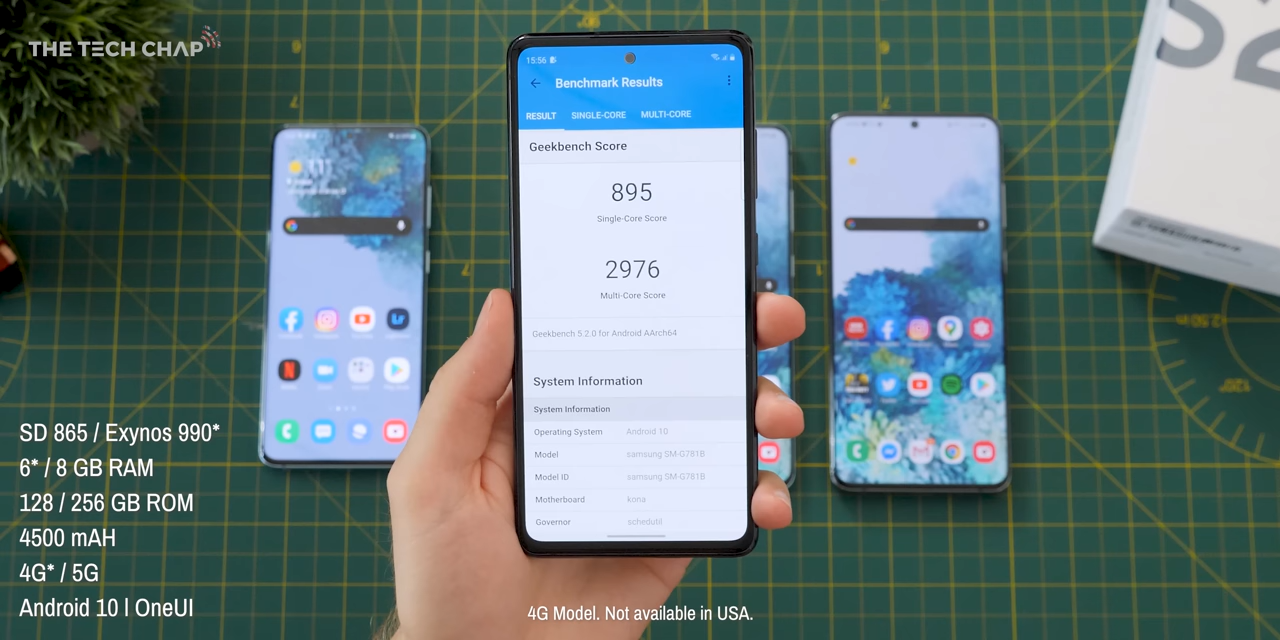 THE TECH CHAP
15:56
Benchmark Results
RESULT SINGLE-CORE MULTI-CORE
Geekbench Score
895
Single-Core Score
2976
Multi-Core Score
Geekbench 5.2.0 for Android AArch64
System Information
System Information
Operating System Android 10
Model samsung SM-G781B
Model ID samsung SM-G781B
Motherboard kona
Governor schedutil
SD 865 / Exynos 990*
6* / 8 GB RAM
128 / 256 GB ROM
4500 mAH
4G* / 5G
Android 10 | OneUI
4G Model. Not available in USA.